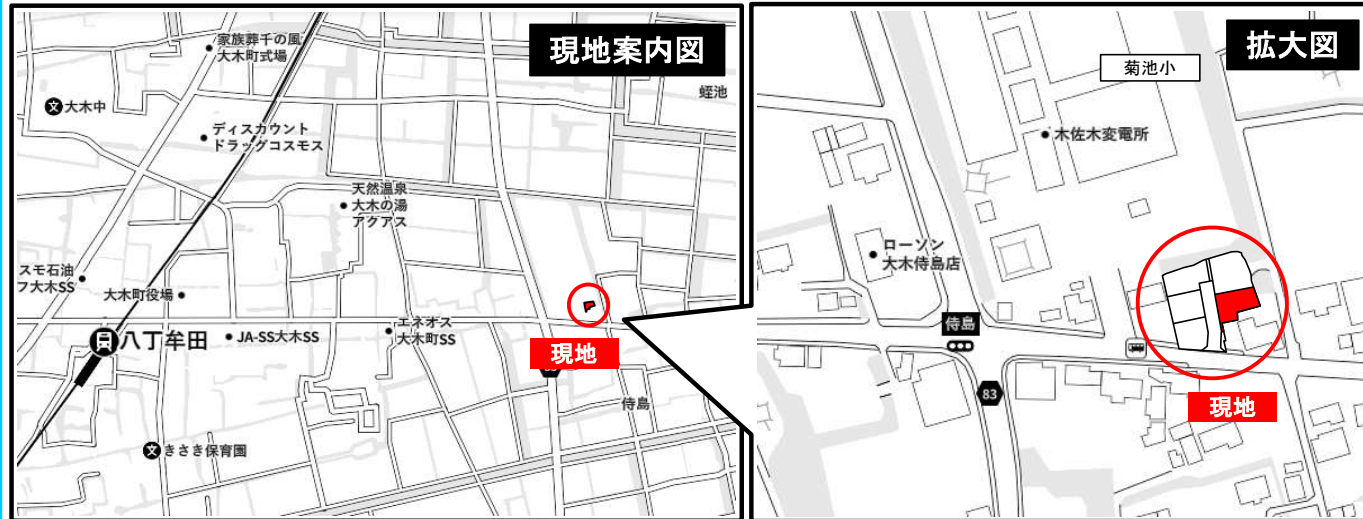 現地案内図
家族葬千の風
大木町式場
大木中
ディスカウント
ドラッグコスモス
蛭池
天然温泉
大木の湯
アクアス
スモ石油
フ大木SS
大木町役場
八丁牟田
JA-SS大木SS
エネオス
大木町SS
現地
侍島
きさき保育園
拡大図
菊池小
木佐木変電所
ローソン
大木侍島店
侍島
83
現地